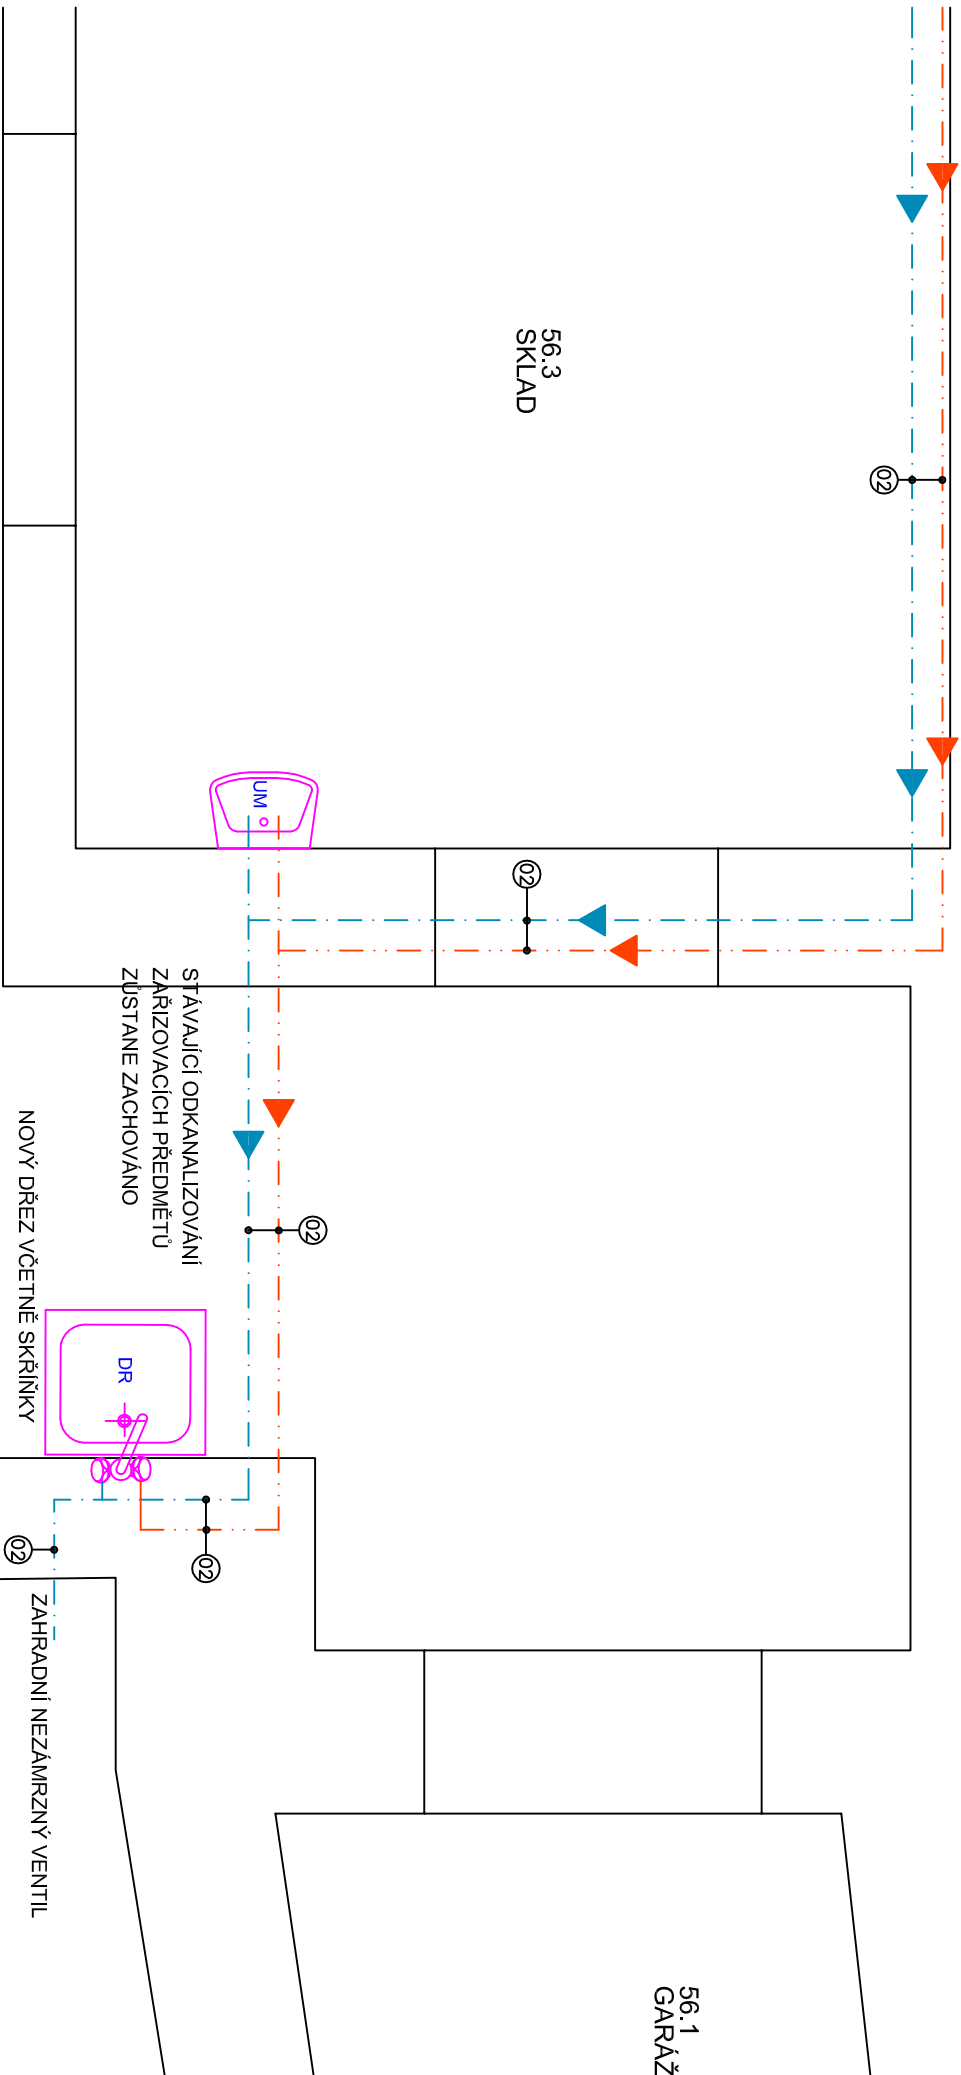 56.3
SKLAD
02
UM
02
STÁVAJÍCÍ ODKANALIZOVÁNÍ
ZAŘIZOVACÍCH PŘEDMĚTŮ
ZŮSTANE ZACHOVÁNO
NOVÝ DŘEZ VČETNĚ SKŘÍŇKY
02
DR
02
02
ZAHRADNÍ NEZÁMRZNÝ VENTIL
56.1
GARÁŽ